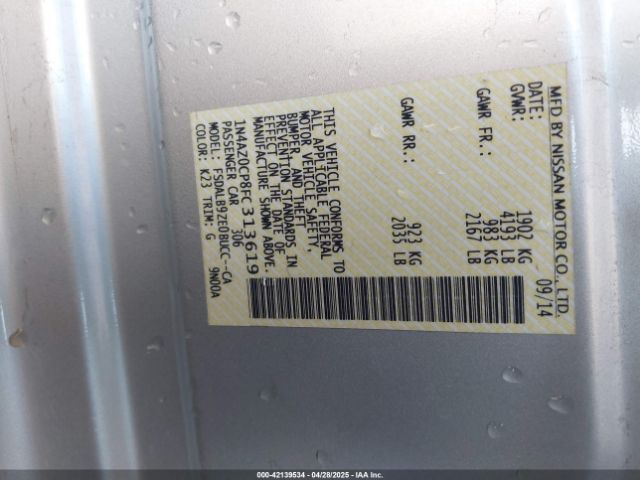 MFD BY NISSAN MOTOR CO., LTD.
DATE: 09/14
GVWR: 1902 KG
4193 LB
GAWR FR.: 983 KG
2167 LB
GAWR RR.: 923 KG
2035 LB
THIS VEHICLE CONFORMS TO
ALL APPLICABLE FEDERAL
MOTOR VEHICLE SAFETY,
BUMPER, AND THEFT
PREVENTION STANDARDS IN
EFFECT ON THE DATE OF
MANUFACTURE SHOWN ABOVE.
1N4AZ0CP8FC313619
PASSENGER CAR 306
MODEL: FSDALB9ZE0BUCC--CA
COLOR: K23 TRIM: G 9N00A
000-42139534 - 04/28/2025 - IAA Inc.